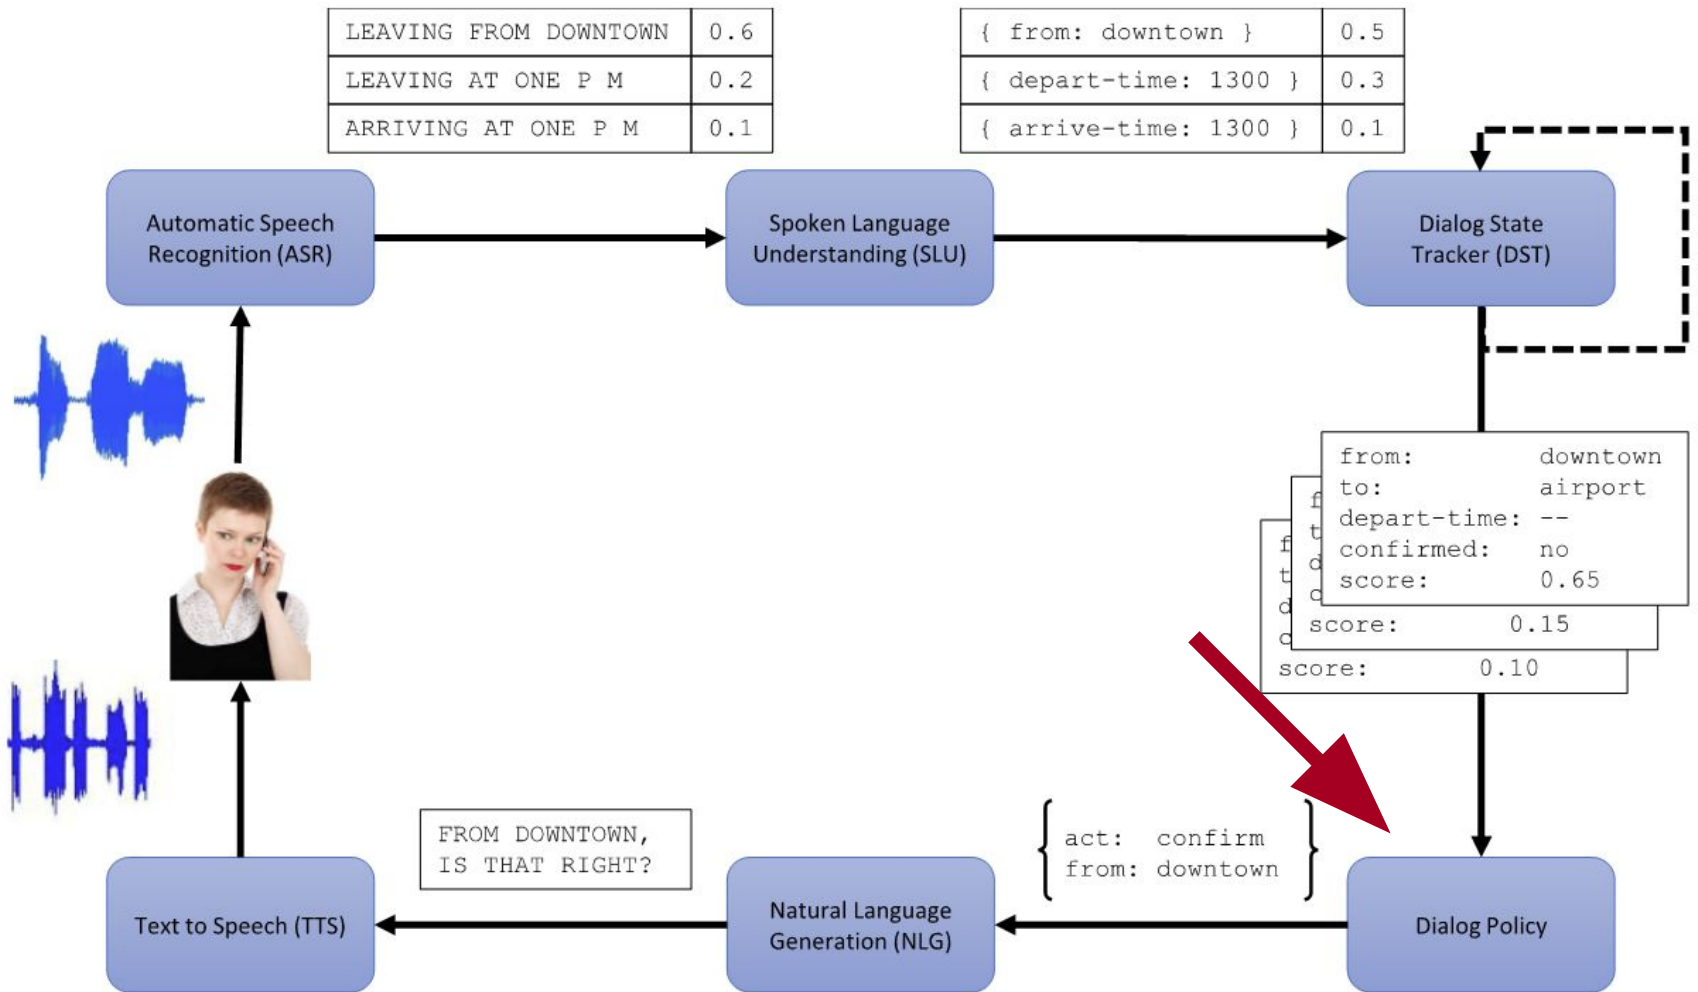 LEAVING FROM DOWNTOWN 0.6
LEAVING AT ONE P M 0.2
ARRIVING AT ONE P M 0.1
{ from: downtown } 0.5
{ depart-time: 1300 } 0.3
{ arrive-time: 1300 } 0.1
Automatic Speech
Recognition (ASR)
Spoken Language
Understanding (SLU)
Dialog State
Tracker (DST)
from: downtown
to: airport
depart-time: --
confirmed: no
score: 0.65
f
t
d
c
score: 0.15
f
t
d
c
score: 0.10
act: confirm
from: downtown
FROM DOWNTOWN,
IS THAT RIGHT?
Text to Speech (TTS)
Natural Language
Generation (NLG)
Dialog Policy